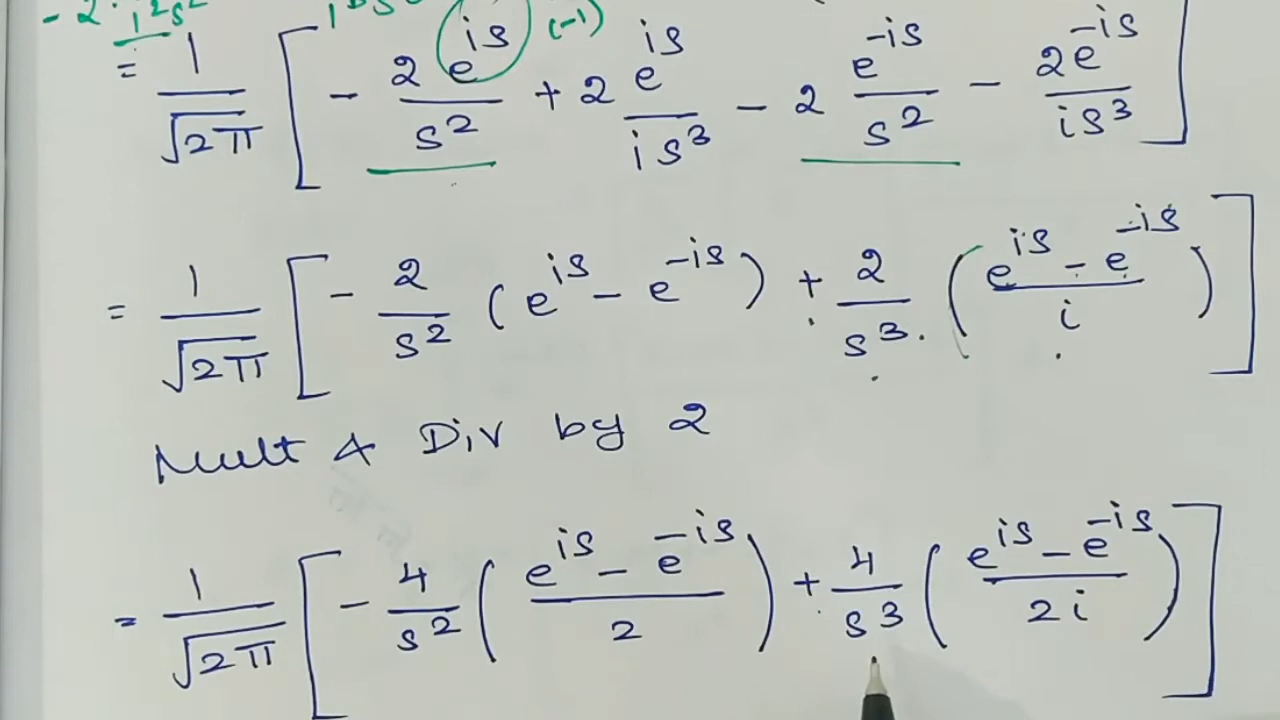 - 2 · / i²s²   (-1)
= 1/√2π [ - 2e^{is}/s² + 2 e^{is}/is³ - 2 e^{-is}/s² - 2e^{-is}/is³ ]
= 1/√2π [ - 2/s² (e^{is} - e^{-is}) + 2/s³ · (e^{is} - e^{-is}/i) ]
Mult & Div by 2
= 1/√2π [ - 4/s² (e^{is} - e^{-is}/2) + 4/s³ (e^{is} - e^{-is}/2i) ]